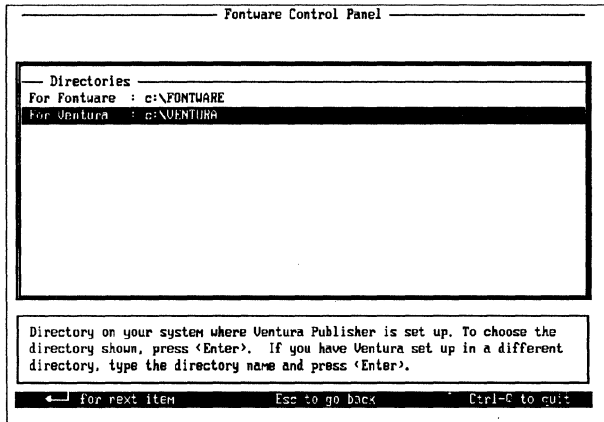 Fontware Control Panel
Directories
For Fontware : c:\FONTWARE
For Ventura : c:\VENTURA
Directory on your system where Ventura Publisher is set up. To choose the
directory shown, press <Enter>. If you have Ventura set up in a different
directory, type the directory name and press <Enter>.
for next item Esc to go back Ctrl-C to quit